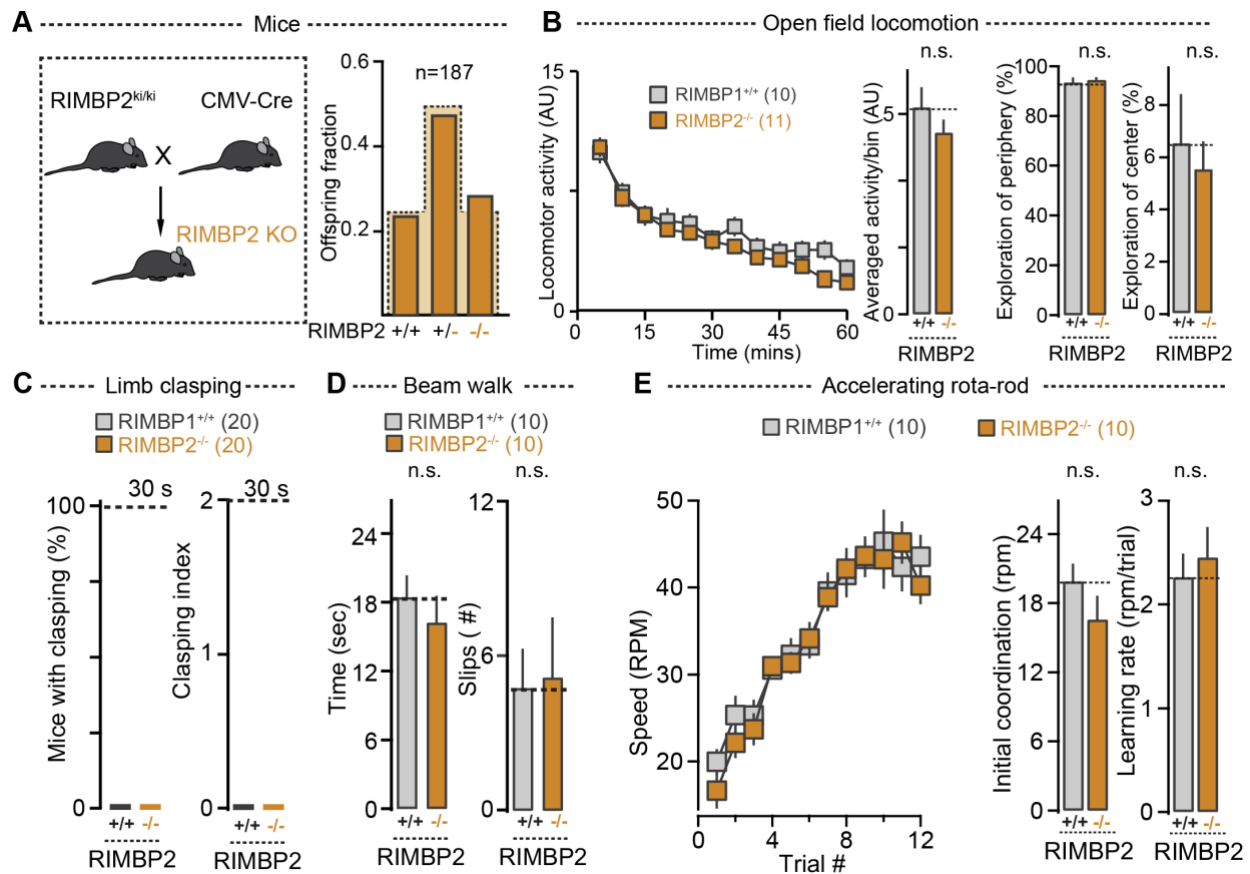 A
Mice
RIMBP2ki/ki
CMV-Cre
X
RIMBP2 KO
Offspring fraction
0.6
0.4
0.2
n=187
RIMBP2 +/+ +/- -/-
B
Open field locomotion
Locomotor activity (AU)
15
0
RIMBP1+/+ (10)
RIMBP2-/- (11)
0 15 30 45 60
Time (mins)
n.s.
Averaged activity/bin (AU)
5
0
+/+ -/-
RIMBP2
n.s.
Exploration of periphery (%)
100
80
60
40
20
0
+/+ -/-
RIMBP2
n.s.
Exploration of center (%)
8
6
4
2
0
+/+ -/-
RIMBP2
C
Limb clasping
RIMBP1+/+ (20)
RIMBP2-/- (20)
30 s
Mice with clasping (%)
100
0
+/+ -/-
RIMBP2
30 s
Clasping index
2
1
0
+/+ -/-
RIMBP2
D
Beam walk
RIMBP1+/+ (10)
RIMBP2-/- (10)
n.s.
Time (sec)
24
18
12
6
0
+/+ -/-
RIMBP2
n.s.
Slips ( #)
12
6
0
+/+ -/-
RIMBP2
E
Accelerating rota-rod
RIMBP1+/+ (10)
RIMBP2-/- (10)
Speed (RPM)
50
40
30
20
0 4 8 12
Trial #
n.s.
Initial coordination (rpm)
24
18
12
6
0
+/+ -/-
RIMBP2
n.s.
Learning rate (rpm/trial)
3
2
1
0
+/+ -/-
RIMBP2